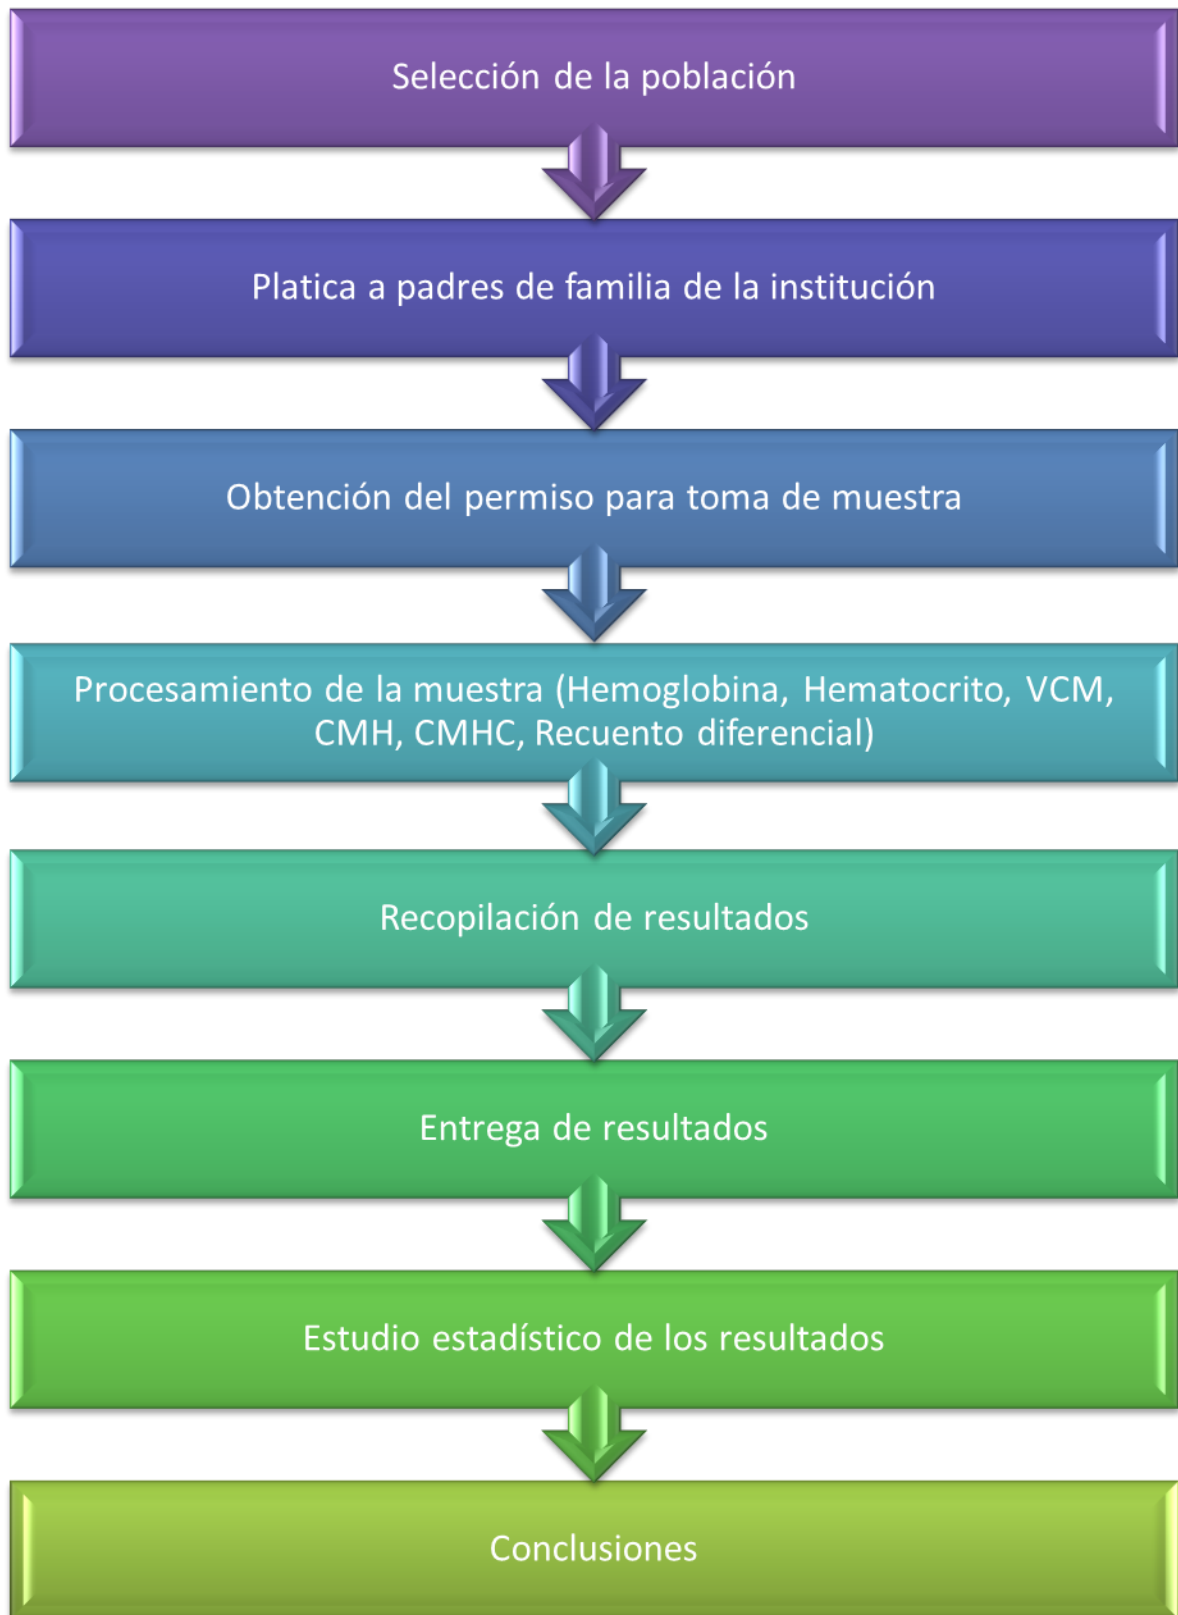 Selección de la población
Platica a padres de familia de la institución
Obtención del permiso para toma de muestra
Procesamiento de la muestra (Hemoglobina, Hematocrito, VCM,
CMH, CMHC, Recuento diferencial)
Recopilación de resultados
Entrega de resultados
Estudio estadístico de los resultados
Conclusiones